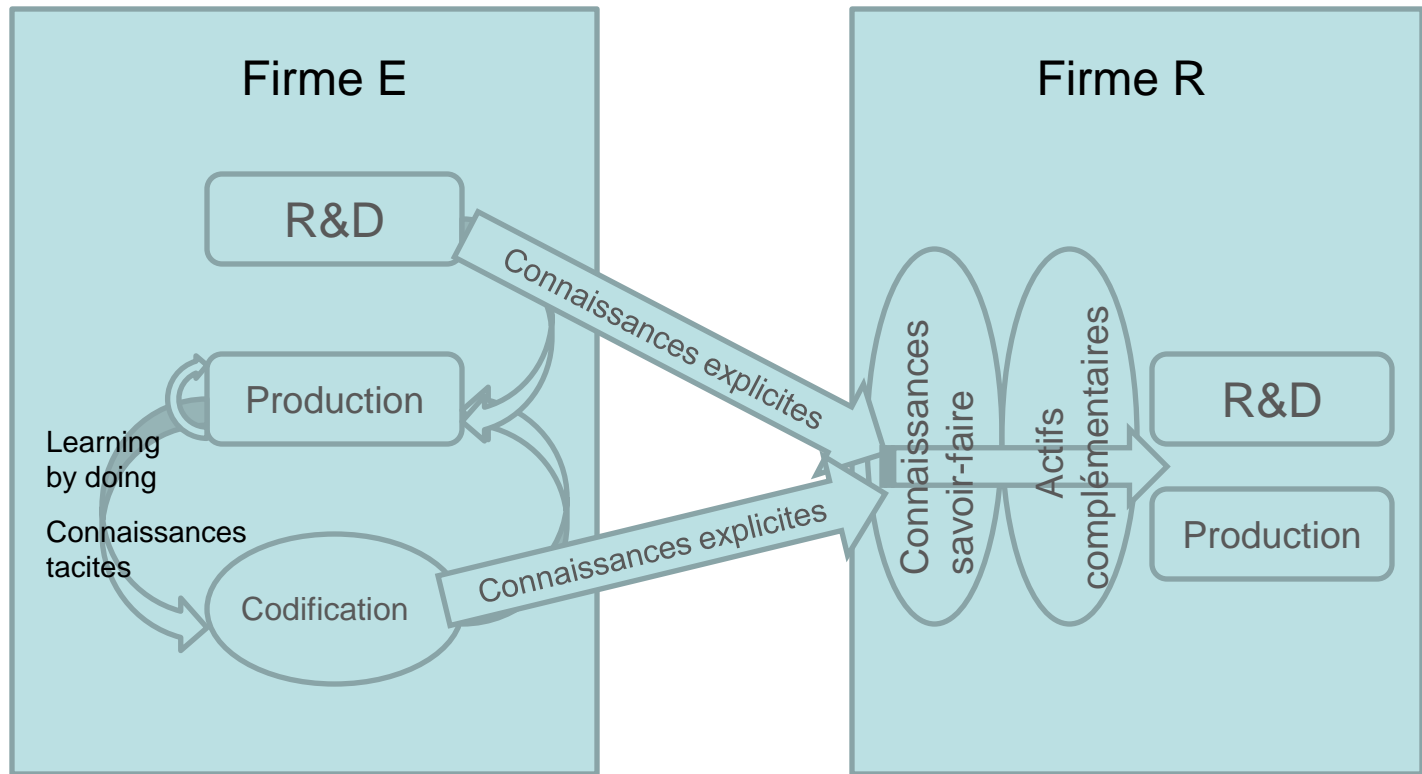 Firme E
R&D
Production
Learning
by doing
Connaissances
tacites
Codification
Connaissances explicites
Connaissances explicites
Firme R
Connaissances
savoir-faire
Actifs
complémentaires
R&D
Production